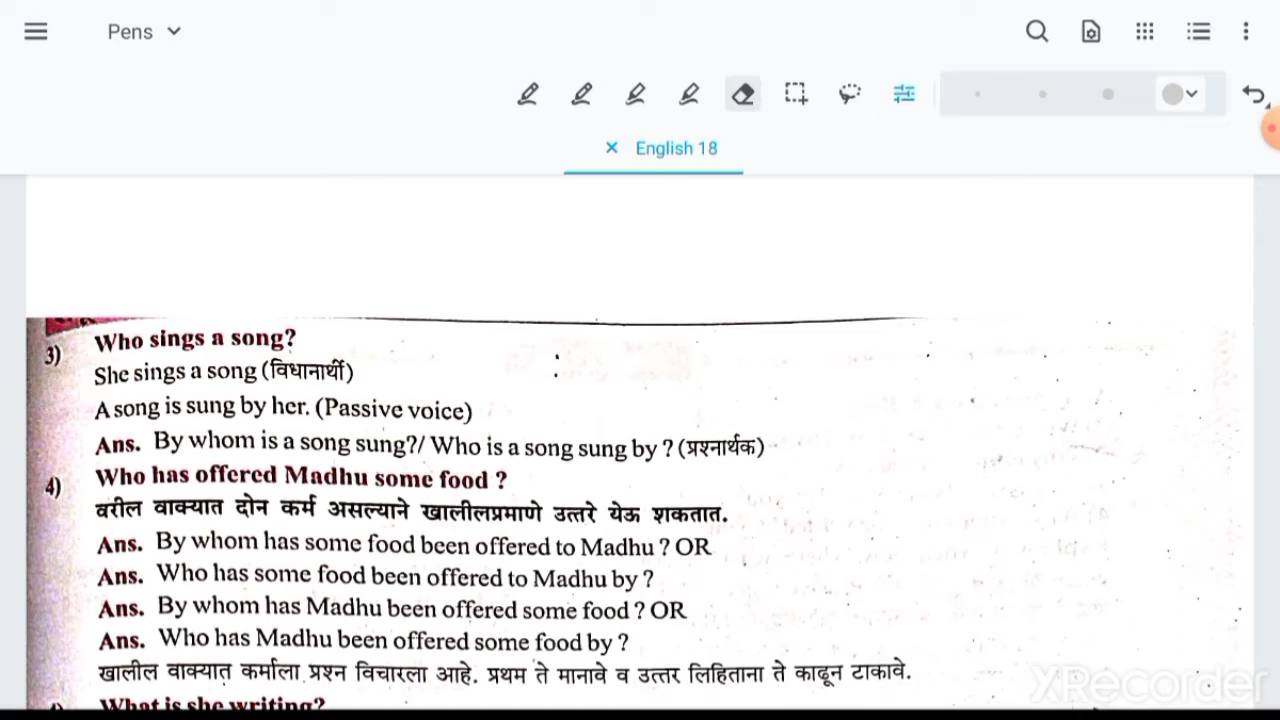 Pens
English 18
3) Who sings a song?
She sings a song (विधानार्थी)
A song is sung by her. (Passive voice)
Ans. By whom is a song sung?/ Who is a song sung by ? (प्रश्नार्थक)
4) Who has offered Madhu some food ?
वरील वाक्यात दोन कर्म असल्याने खालीलप्रमाणे उत्तरे येऊ शकतात.
Ans. By whom has some food been offered to Madhu ? OR
Ans. Who has some food been offered to Madhu by ?
Ans. By whom has Madhu been offered some food ? OR
Ans. Who has Madhu been offered some food by ?
खालील वाक्यात कर्माला प्रश्न विचारला आहे. प्रथम ते मानावे व उत्तर लिहिताना ते काढून टाकावे.
What is she writing?
XRecorder